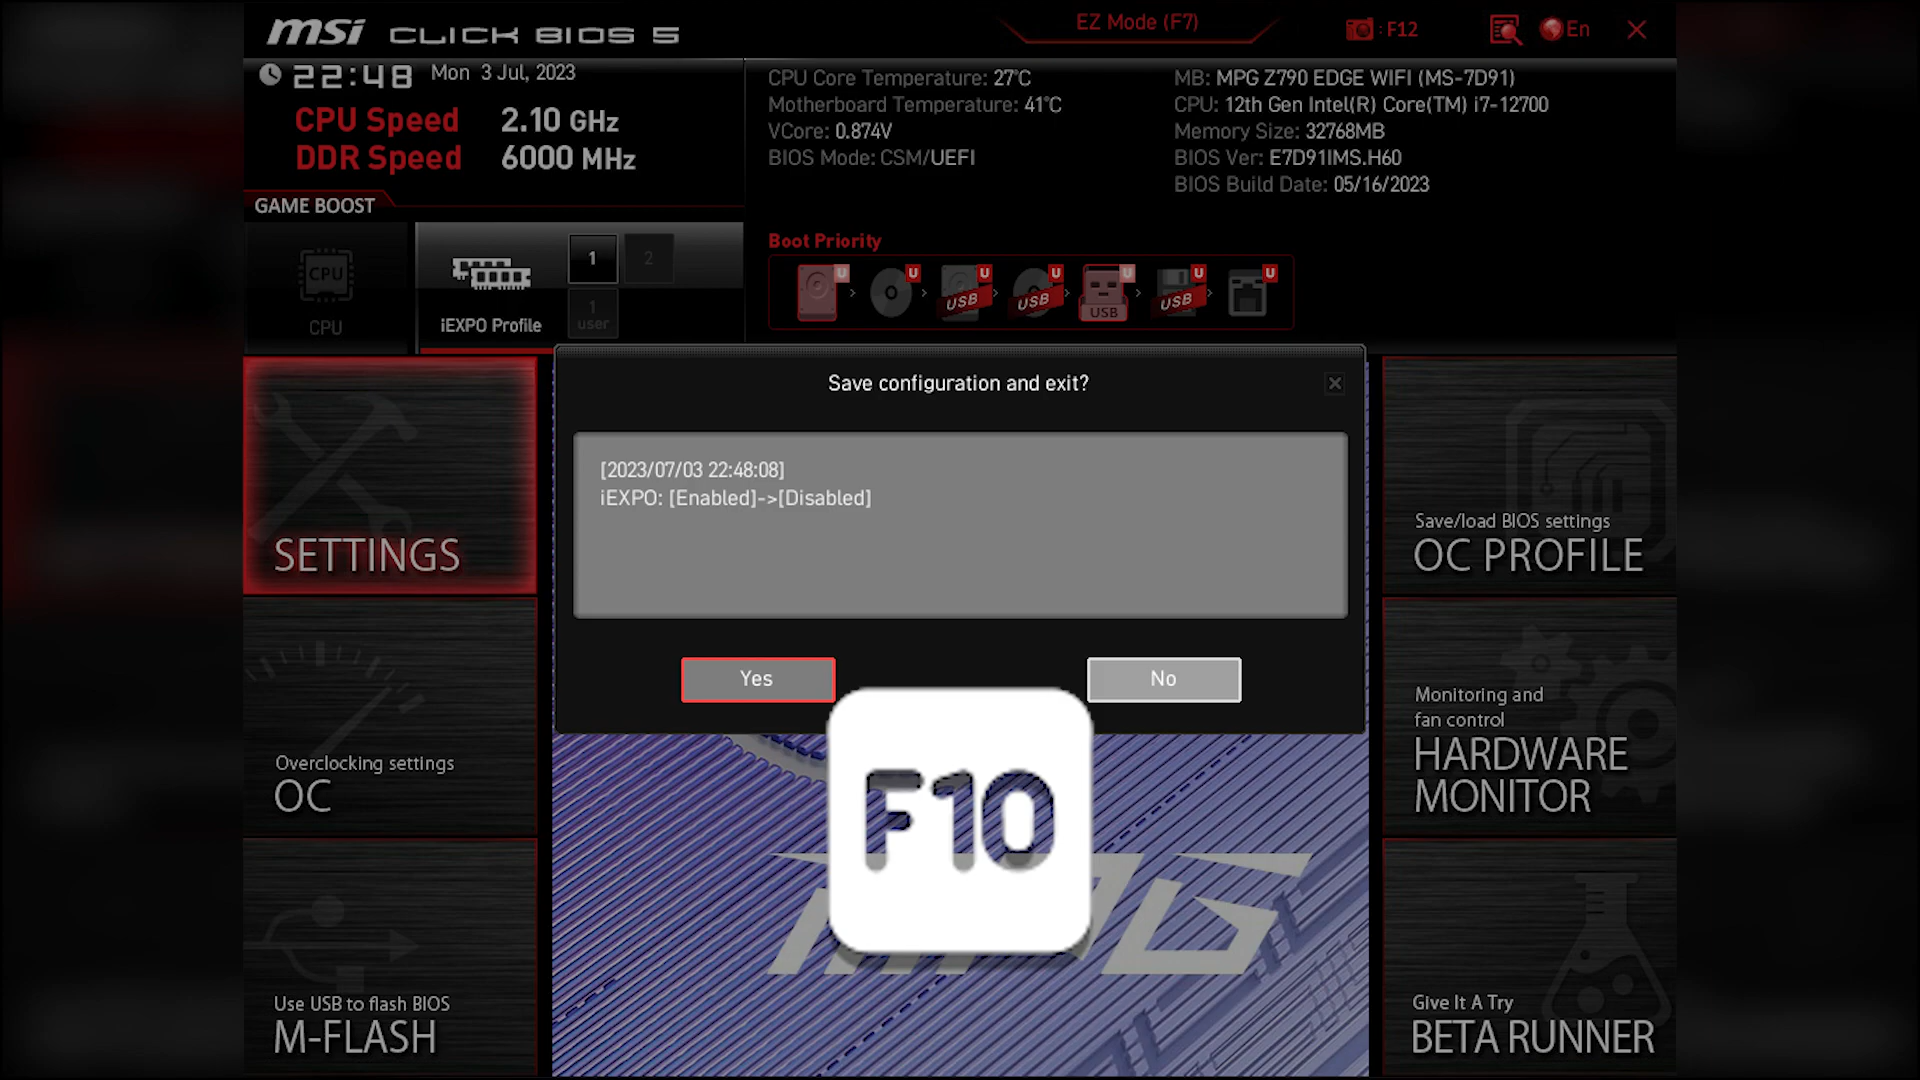 msi CLICK BIOS 5
EZ Mode (F7)
: F12
En
22:48 Mon 3 Jul, 2023
CPU Speed 2.10 GHz
DDR Speed 6000 MHz
CPU Core Temperature: 27°C
Motherboard Temperature: 41°C
VCore: 0.874V
BIOS Mode: CSM/UEFI
MB: MPG Z790 EDGE WIFI (MS-7D91)
CPU: 12th Gen Intel(R) Core(TM) i7-12700
Memory Size: 32768MB
BIOS Ver: E7D91IMS.H60
BIOS Build Date: 05/16/2023
GAME BOOST
CPU
CPU
iEXPO Profile
1
2
1
user
Boot Priority
U U U U U U U
USB USB USB USB
Save configuration and exit?
[2023/07/03 22:48:08]
iEXPO: [Enabled]->[Disabled]
Yes
No
F10
SETTINGS
Overclocking settings
OC
Use USB to flash BIOS
M-FLASH
Save/load BIOS settings
OC PROFILE
Monitoring and
fan control
HARDWARE
MONITOR
Give It A Try
BETA RUNNER